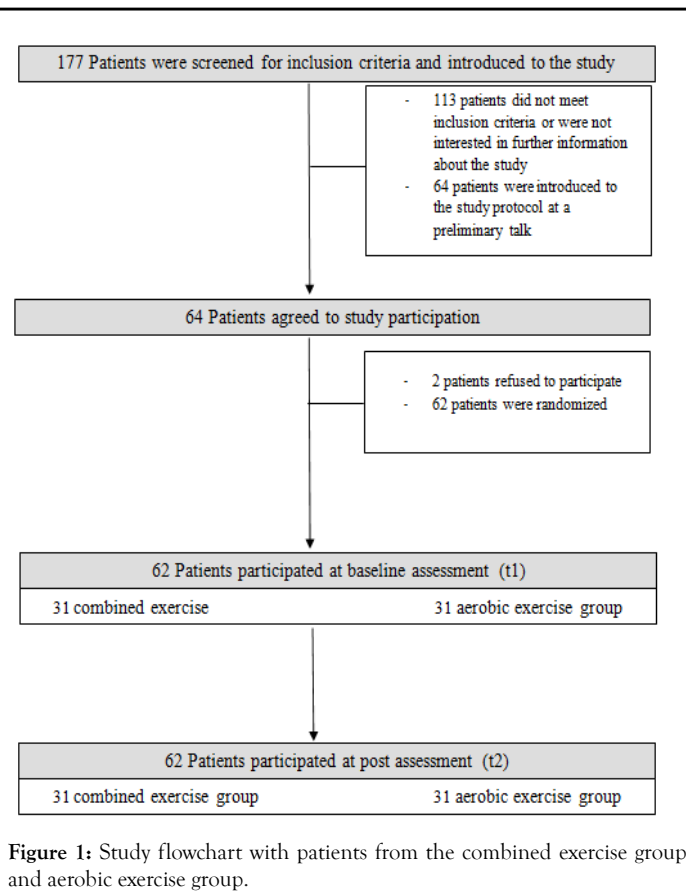 177 Patients were screened for inclusion criteria and introduced to the study
- 113 patients did not meet
inclusion criteria or were not
interested in further information
about the study
- 64 patients were introduced to
the study protocol at a
preliminary talk
64 Patients agreed to study participation
- 2 patients refused to participate
- 62 patients were randomized
62 Patients participated at baseline assessment (t1)
31 combined exercise 31 aerobic exercise group
62 Patients participated at post assessment (t2)
31 combined exercise group 31 aerobic exercise group
Figure 1: Study flowchart with patients from the combined exercise group
and aerobic exercise group.